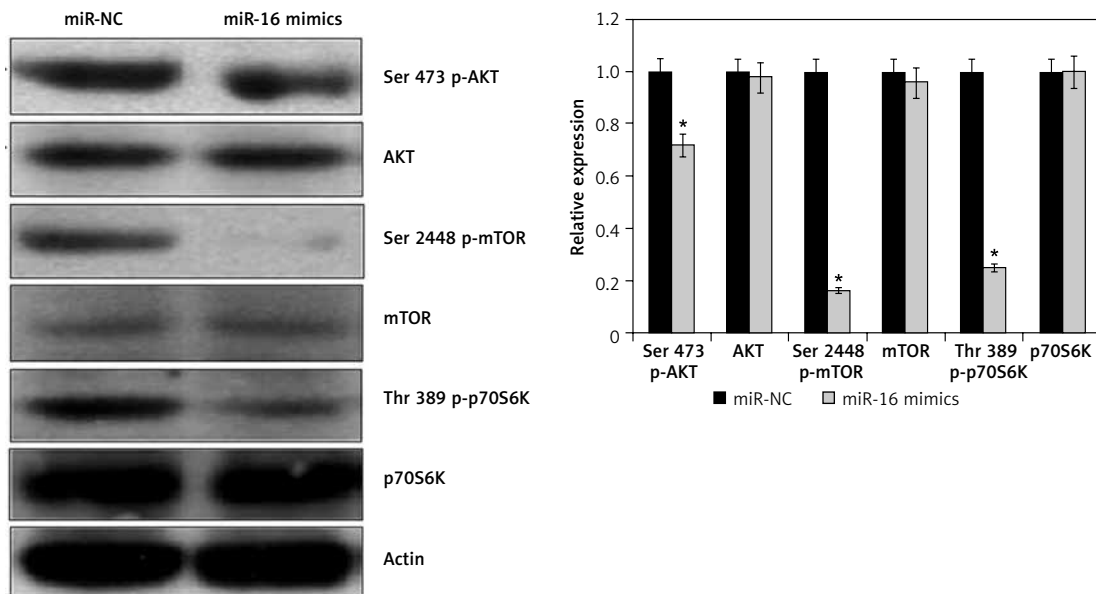 miR-NC miR-16 mimics
Ser 473 p-AKT
AKT
Ser 2448 p-mTOR
mTOR
Thr 389 p-p70S6K
p70S6K
Actin
Relative expression
1.2
1.0
0.8
0.6
0.4
0.2
0
*
*
*
Ser 473 AKT Ser 2448 mTOR Thr 389 p70S6K
p-AKT p-mTOR p-p70S6K
miR-NC miR-16 mimics